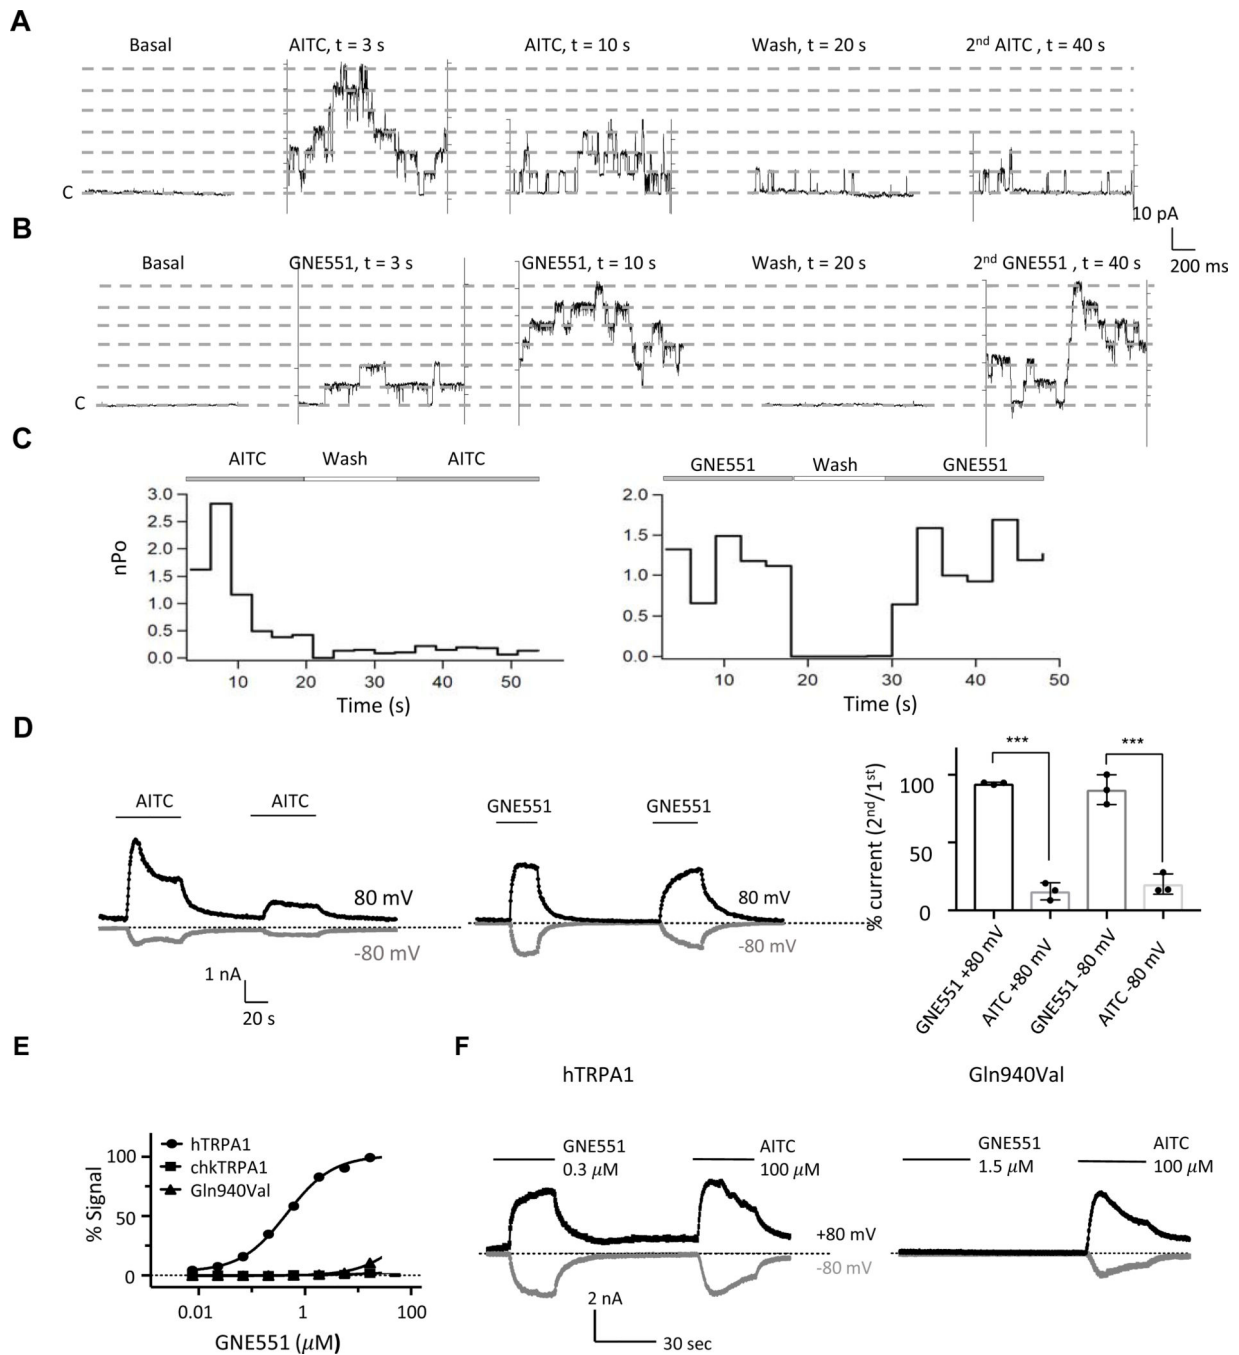 A
Basal
AITC, t = 3 s
AITC, t = 10 s
Wash, t = 20 s
2nd AITC , t = 40 s
C
10 pA
200 ms
B
Basal
GNE551, t = 3 s
GNE551, t = 10 s
Wash, t = 20 s
2nd GNE551 , t = 40 s
C
C
AITC
Wash
AITC
nPo
3.0
2.5
2.0
1.5
1.0
0.5
0.0
10
20
30
40
50
Time (s)
GNE551
Wash
GNE551
2.0
1.5
1.0
0.5
0.0
10
20
30
40
50
Time (s)
D
AITC
AITC
80 mV
-80 mV
1 nA
20 s
GNE551
GNE551
80 mV
-80 mV
% current (2nd/1st)
100
50
0
***
***
GNE551 +80 mV
AITC +80 mV
GNE551 -80 mV
AITC -80 mV
E
% Signal
100
50
0
hTRPA1
chkTRPA1
Gln940Val
0.01
1
100
GNE551 (µM)
F
hTRPA1
GNE551
0.3 µM
AITC
100 µM
+80 mV
-80 mV
2 nA
30 sec
Gln940Val
GNE551
1.5 µM
AITC
100 µM